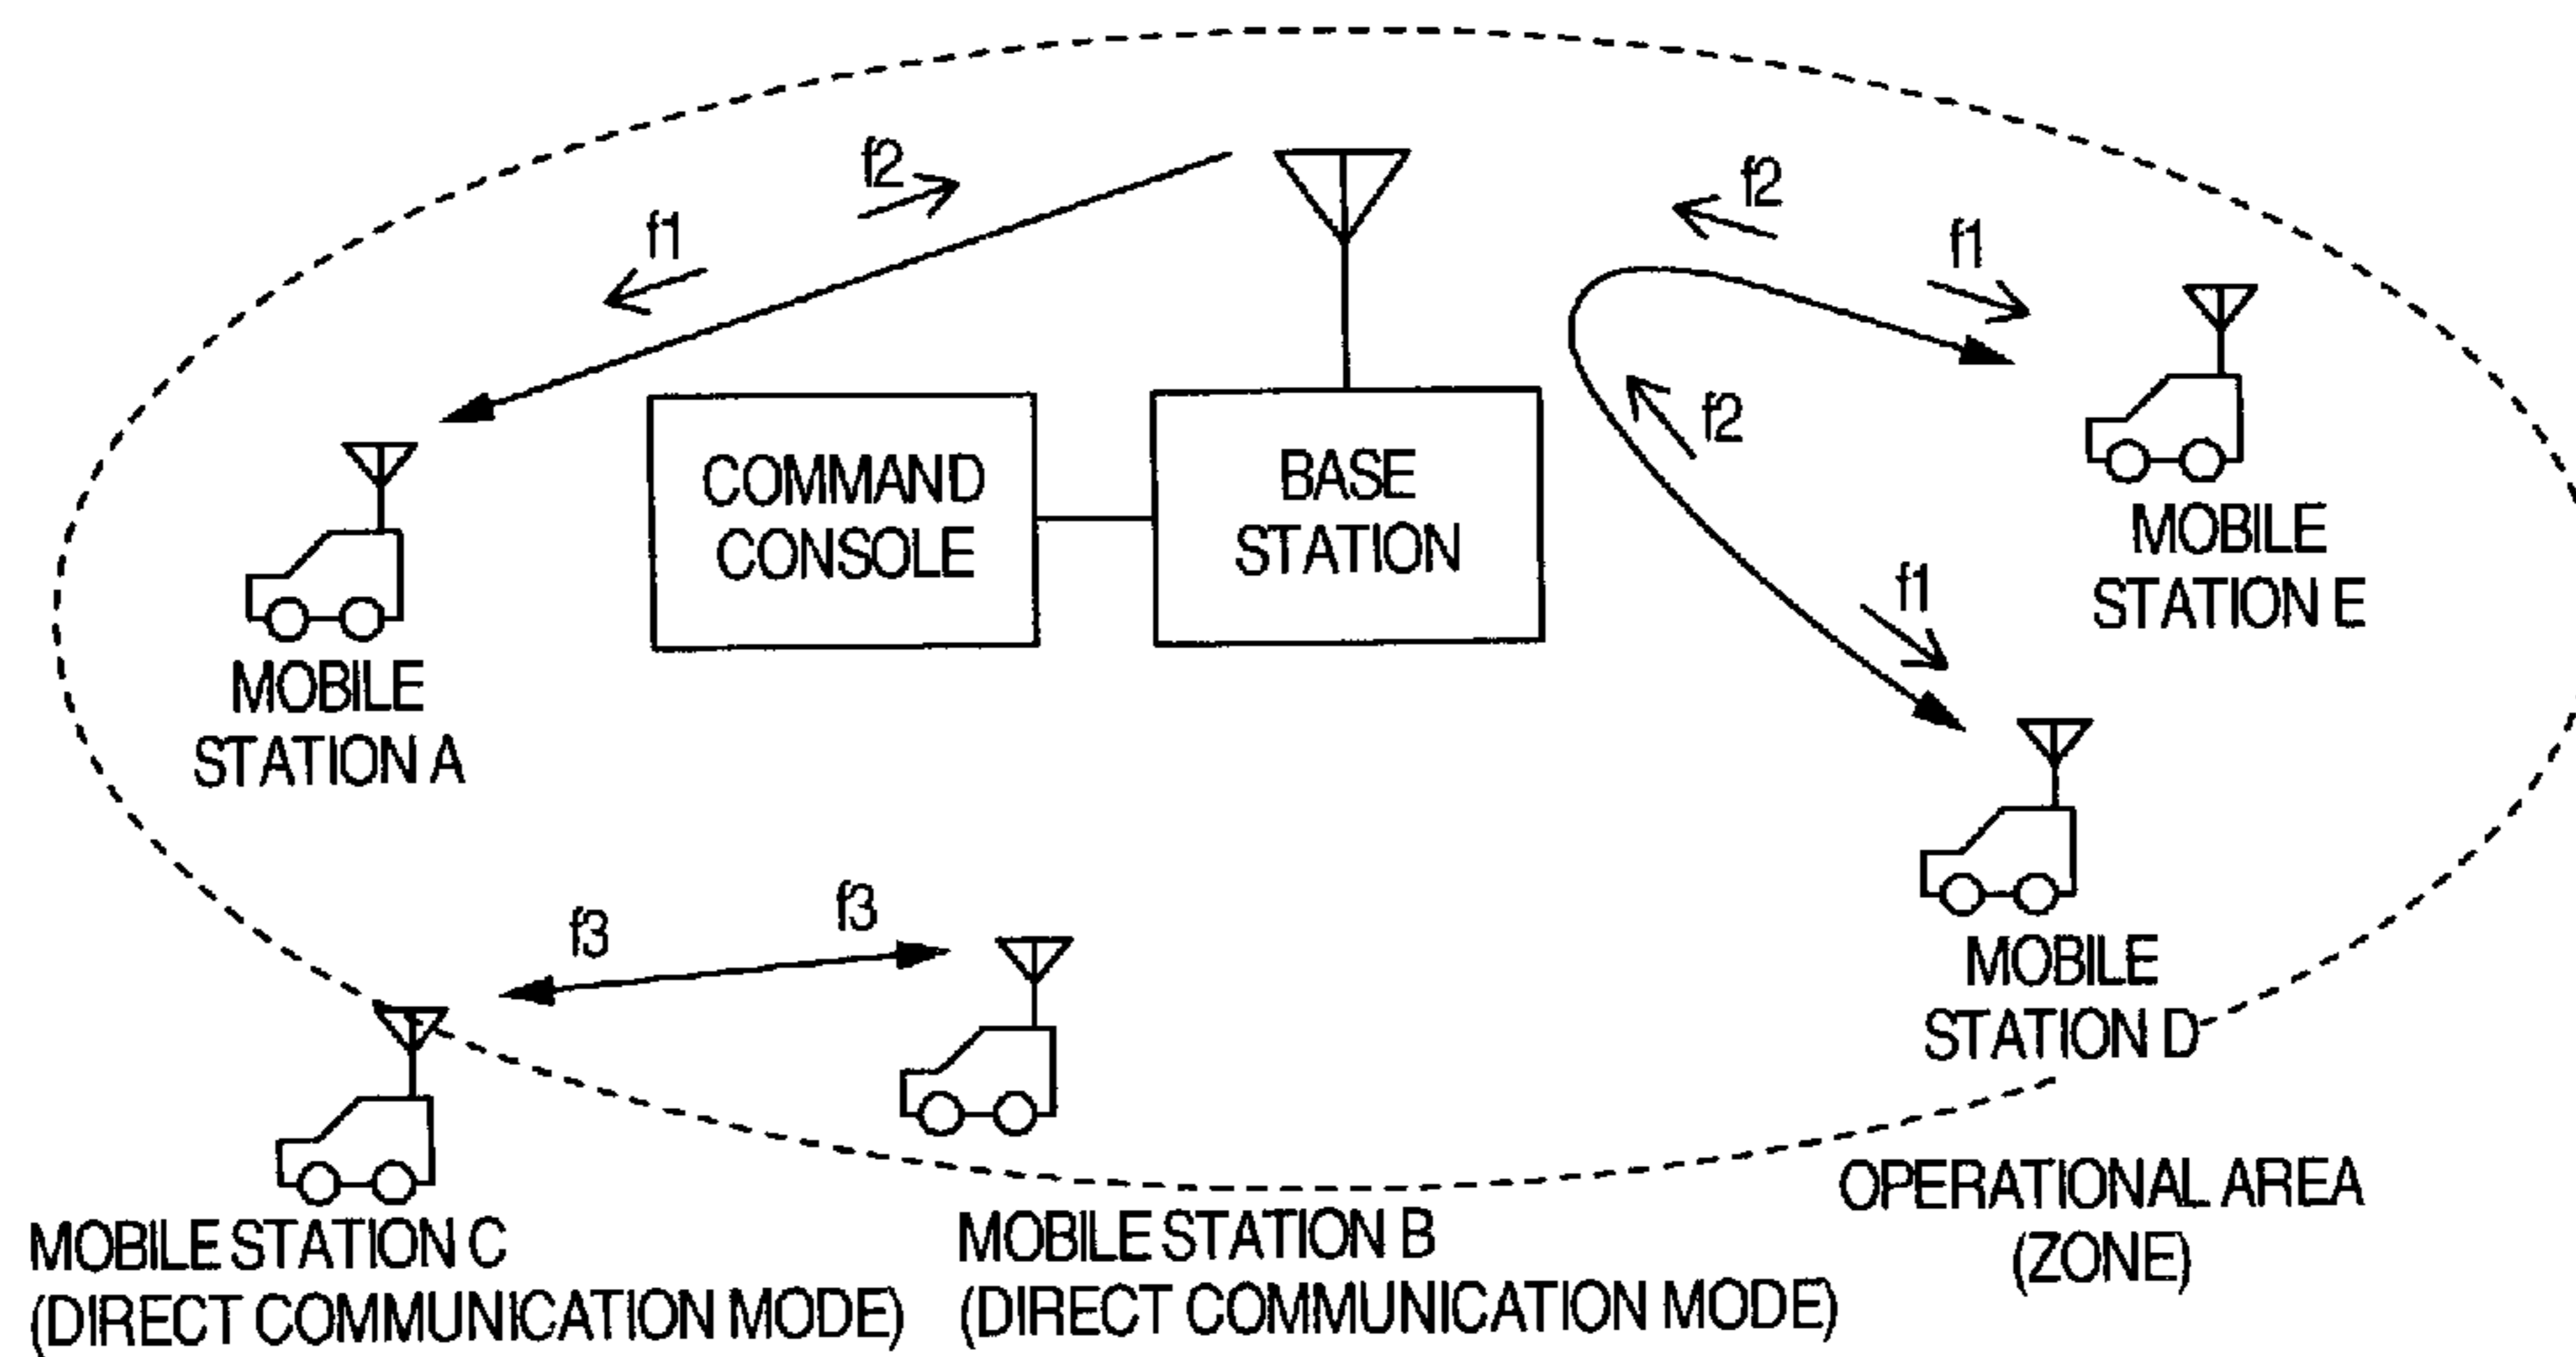 f2
f1
f2
f1
f2
f1
COMMAND
CONSOLE
BASE
STATION
MOBILE
STATION E
MOBILE
STATION A
f3
f3
MOBILE
STATION D
MOBILE STATION C
(DIRECT COMMUNICATION MODE)
MOBILE STATION B
(DIRECT COMMUNICATION MODE)
OPERATIONAL AREA
(ZONE)